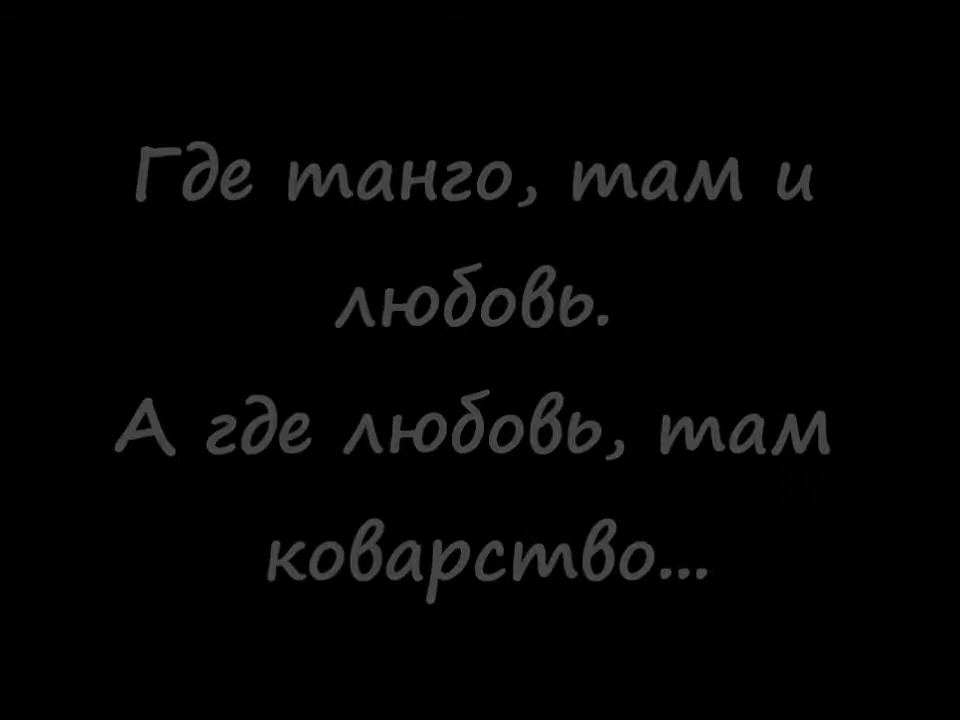 Где танго, там и
любовь.
А где любовь, там
коварство...